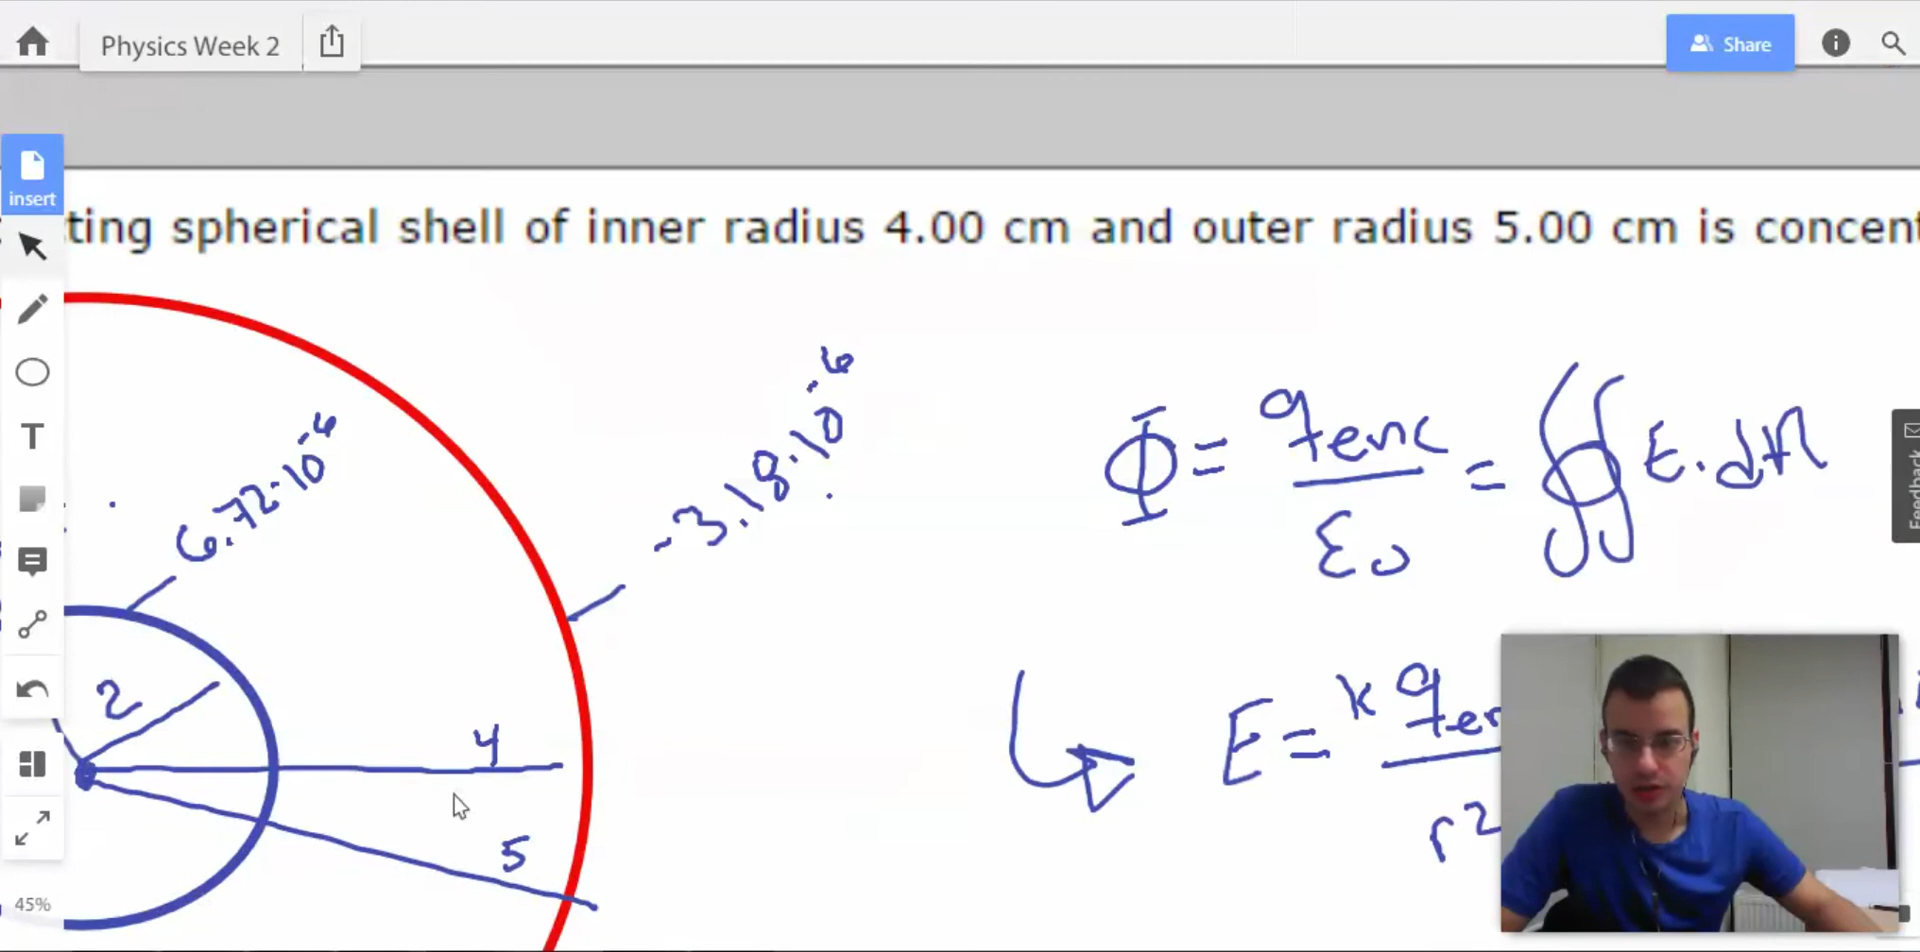 Physics Week 2
Share
insert
ting spherical shell of inner radius 4.00 cm and outer radius 5.00 cm is concent
6.72·10^-6
-3.18·10^-6
Φ = qenc / ε0 = ∯ E · dA
2
4
5
E = k qen
r²
T
45%
Feedback